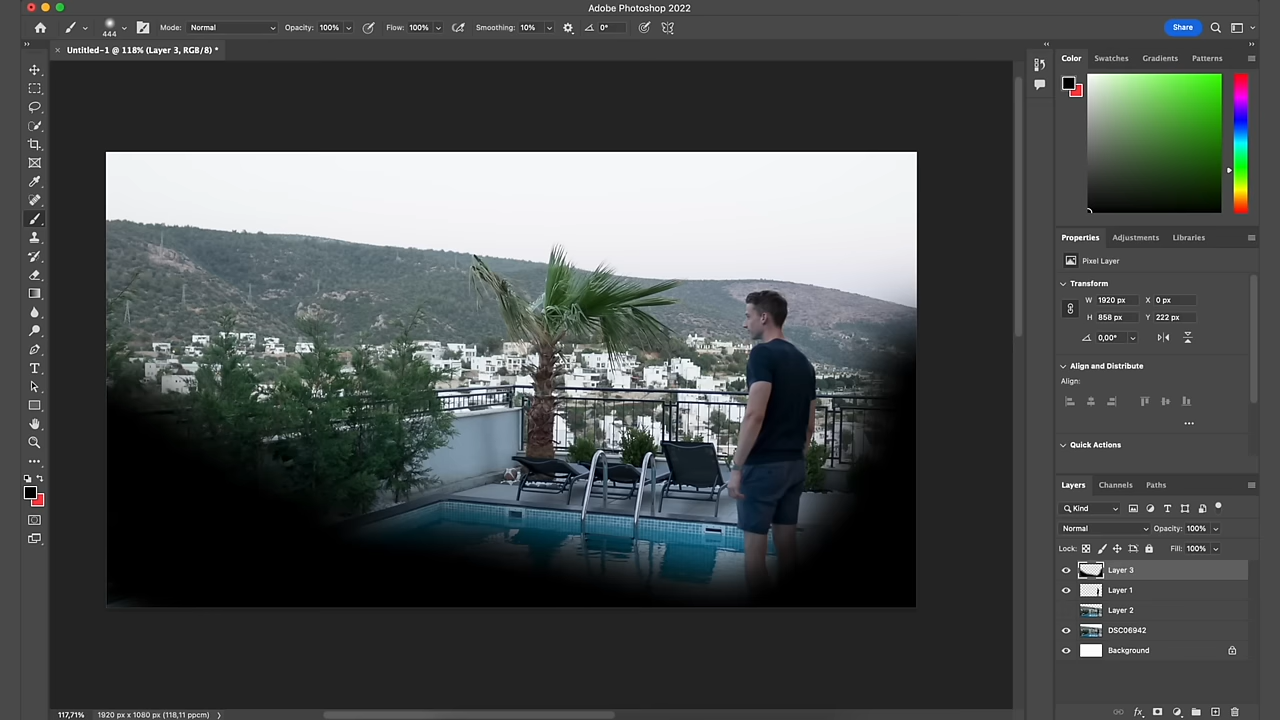 Adobe Photoshop 2022
444 Mode: Normal Opacity: 100% Flow: 100% Smoothing: 10% 0° Share
× Untitled-1 @ 118% (Layer 3, RGB/8) *
Color Swatches Gradients Patterns
Properties Adjustments Libraries
Pixel Layer
Transform
W 1920 px X 0 px
H 858 px Y 222 px
0,00°
Align and Distribute
Align:
Quick Actions
Layers Channels Paths
Kind
Normal Opacity: 100%
Lock: Fill: 100%
Layer 3
Layer 1
Layer 2
DSC06942
Background
117,71% 1920 px x 1080 px (118,11 ppcm)